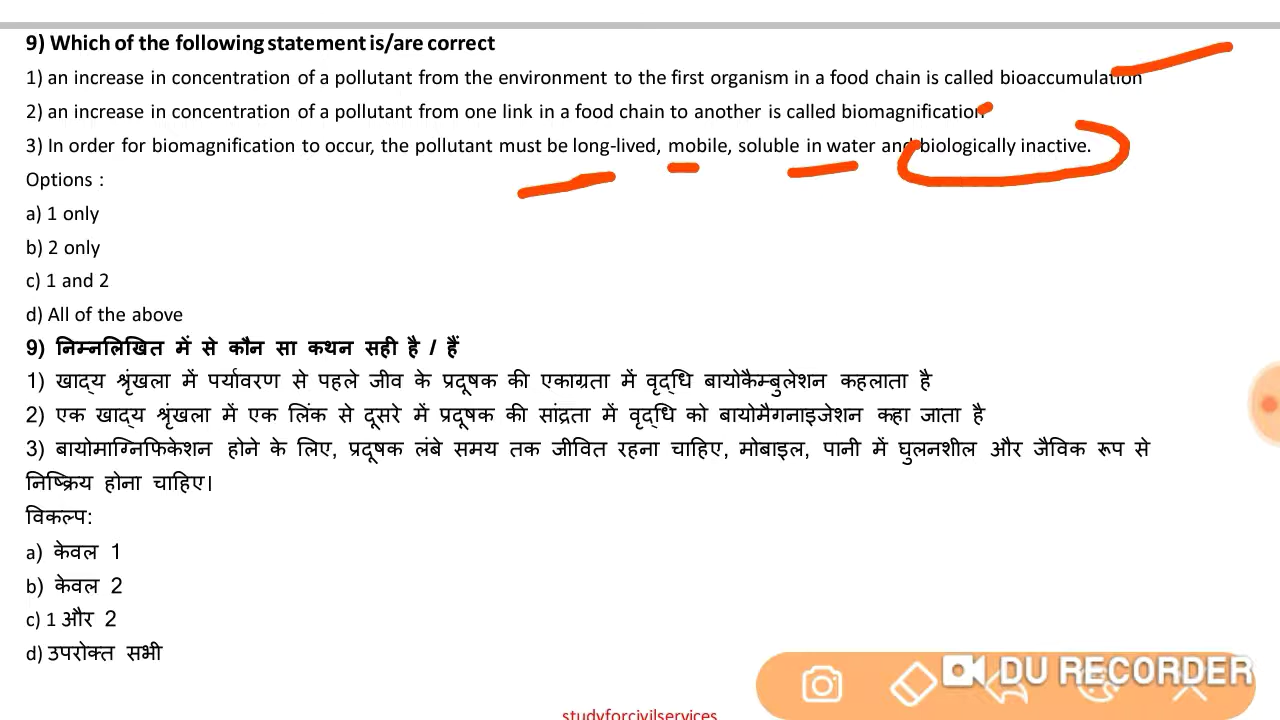 9) Which of the following statement is/are correct
1) an increase in concentration of a pollutant from the environment to the first organism in a food chain is called bioaccumulation
2) an increase in concentration of a pollutant from one link in a food chain to another is called biomagnification
3) In order for biomagnification to occur, the pollutant must be long-lived, mobile, soluble in water and biologically inactive.
Options :
a) 1 only
b) 2 only
c) 1 and 2
d) All of the above
9) निम्नलिखित में से कौन सा कथन सही है / हैं
1) खाद्य श्रृंखला में पर्यावरण से पहले जीव के प्रदूषक की एकाग्रता में वृद्धि बायोकैम्बुलेशन कहलाता है
2) एक खाद्य श्रृंखला में एक लिंक से दूसरे में प्रदूषक की सांद्रता में वृद्धि को बायोमैगनाइजेशन कहा जाता है
3) बायोमाग्निफिकेशन होने के लिए, प्रदूषक लंबे समय तक जीवित रहना चाहिए, मोबाइल, पानी में घुलनशील और जैविक रूप से
निष्क्रिय होना चाहिए।
विकल्प:
a) केवल 1
b) केवल 2
c) 1 और 2
d) उपरोक्त सभी
DU RECORDER
studyforcivilservices